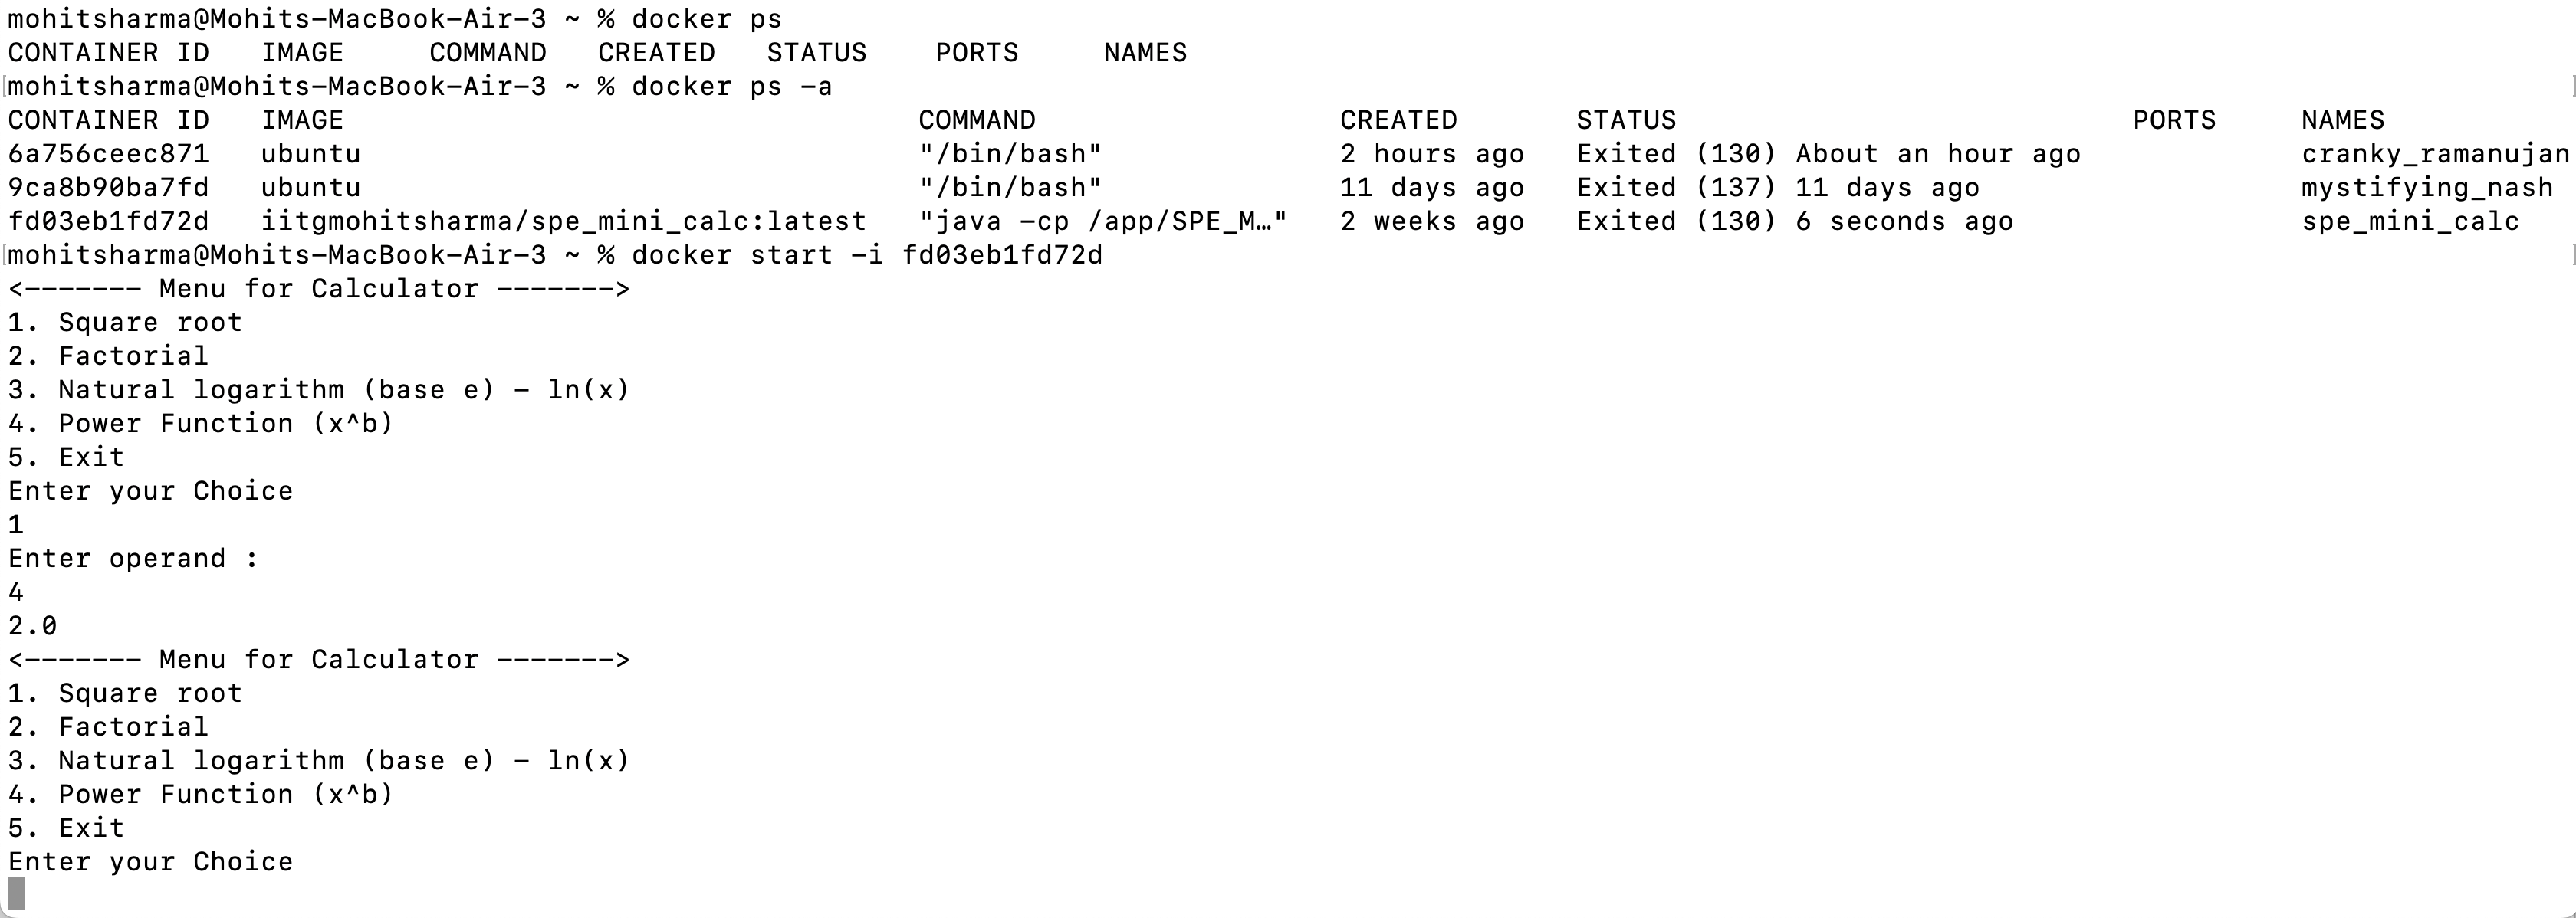 mohitsharma@Mohits-MacBook-Air-3 ~ % docker ps
CONTAINER ID   IMAGE     COMMAND   CREATED   STATUS    PORTS     NAMES
[mohitsharma@Mohits-MacBook-Air-3 ~ % docker ps -a ]
CONTAINER ID   IMAGE                                  COMMAND                  CREATED       STATUS                           PORTS     NAMES
6a756ceec871   ubuntu                                 "/bin/bash"              2 hours ago   Exited (130) About an hour ago             cranky_ramanujan
9ca8b90ba7fd   ubuntu                                 "/bin/bash"              11 days ago   Exited (137) 11 days ago                   mystifying_nash
fd03eb1fd72d   iitgmohitsharma/spe_mini_calc:latest   "java -cp /app/SPE_M…"   2 weeks ago   Exited (130) 6 seconds ago                 spe_mini_calc
[mohitsharma@Mohits-MacBook-Air-3 ~ % docker start -i fd03eb1fd72d ]
<------- Menu for Calculator ------->
1. Square root
2. Factorial
3. Natural logarithm (base e) - ln(x)
4. Power Function (x^b)
5. Exit
Enter your Choice
1
Enter operand :
4
2.0
<------- Menu for Calculator ------->
1. Square root
2. Factorial
3. Natural logarithm (base e) - ln(x)
4. Power Function (x^b)
5. Exit
Enter your Choice